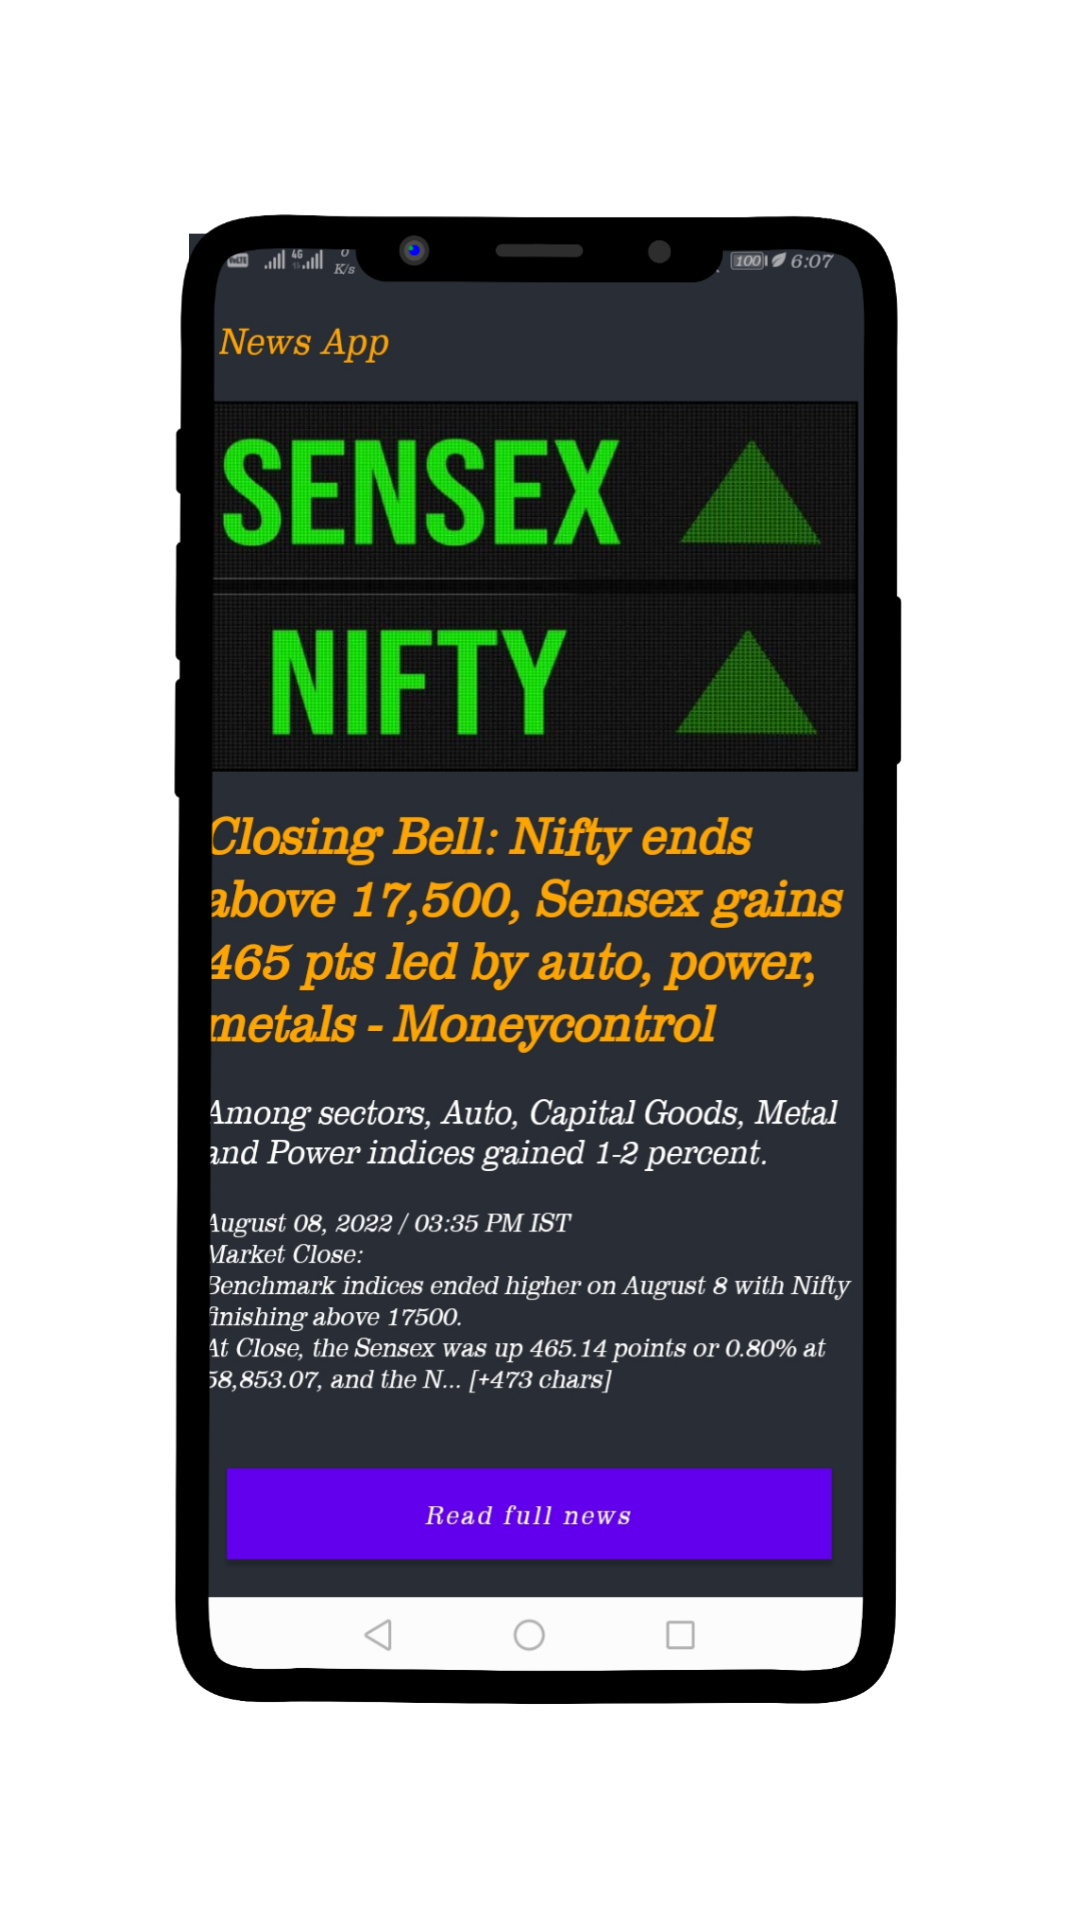 VoLTE 4G 0 K/s 100 6:07
News App
SENSEX
NIFTY
Closing Bell: Nifty ends
above 17,500, Sensex gains
465 pts led by auto, power,
metals - Moneycontrol
Among sectors, Auto, Capital Goods, Metal
and Power indices gained 1-2 percent.
August 08, 2022 / 03:35 PM IST
Market Close:
Benchmark indices ended higher on August 8 with Nifty
finishing above 17500.
At Close, the Sensex was up 465.14 points or 0.80% at
58,853.07, and the N... [+473 chars]
Read full news